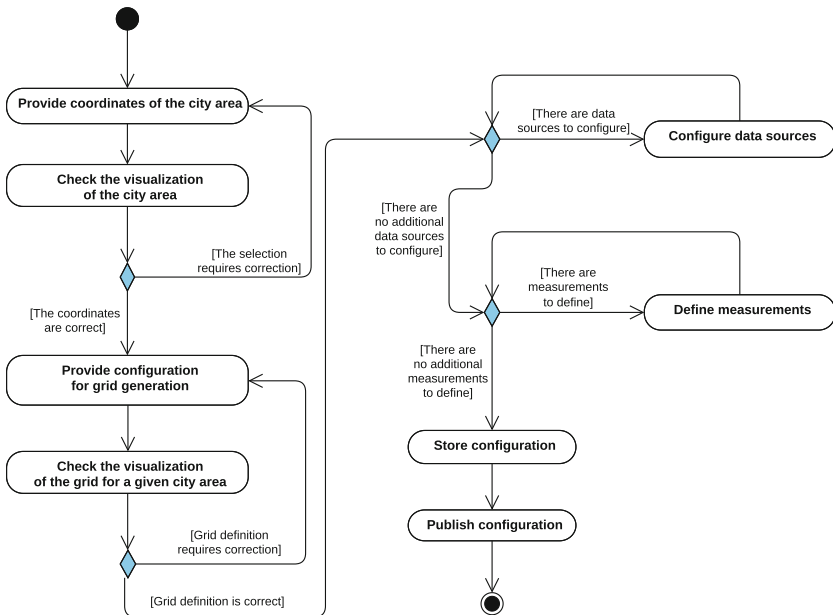 Provide coordinates of the city area
Check the visualization
of the city area
[The selection
requires correction]
[The coordinates
are correct]
Provide configuration
for grid generation
Check the visualization
of the grid for a given city area
[Grid definition
requires correction]
[Grid definition is correct]
[There are data
sources to configure]
Configure data sources
[There are
no additional
data sources
to configure]
[There are
measurements
to define]
Define measurements
[There are
no additional
measurements
to define]
Store configuration
Publish configuration